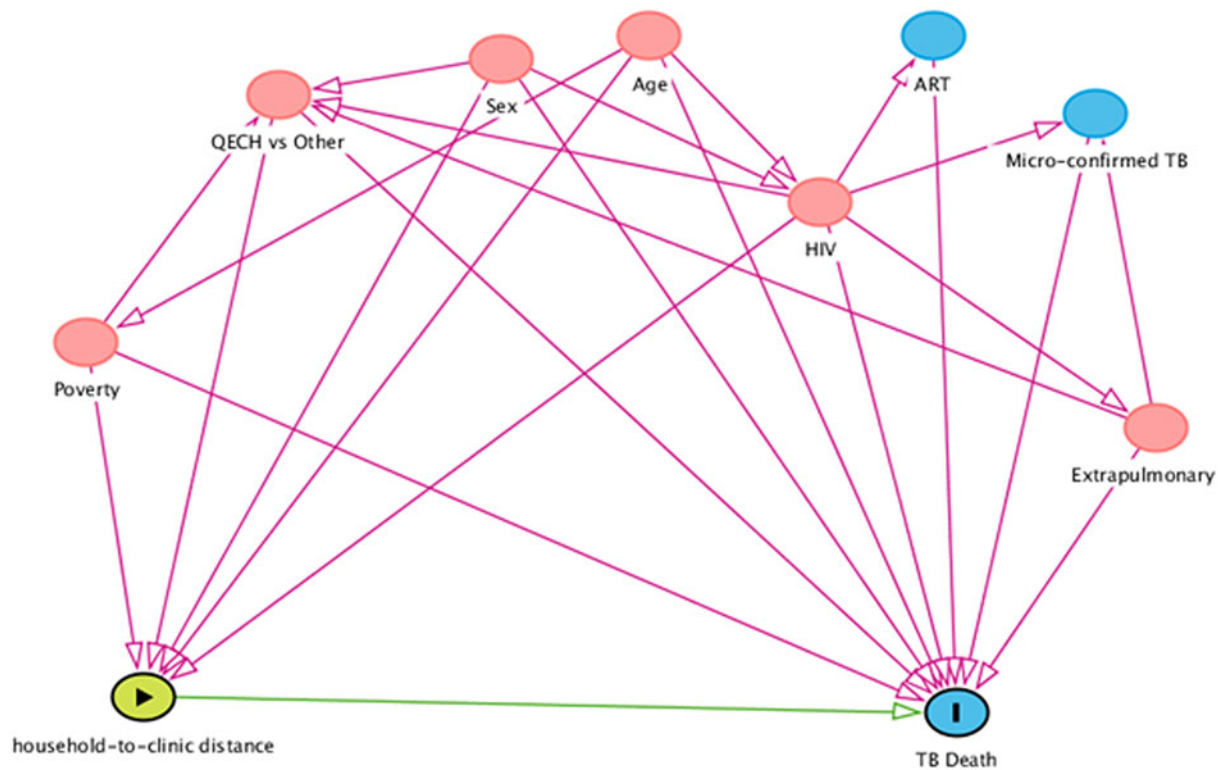 Age
ART
Sex
QECH vs Other
Micro-confirmed TB
HIV
Poverty
Extrapulmonary
household-to-clinic distance
TB Death